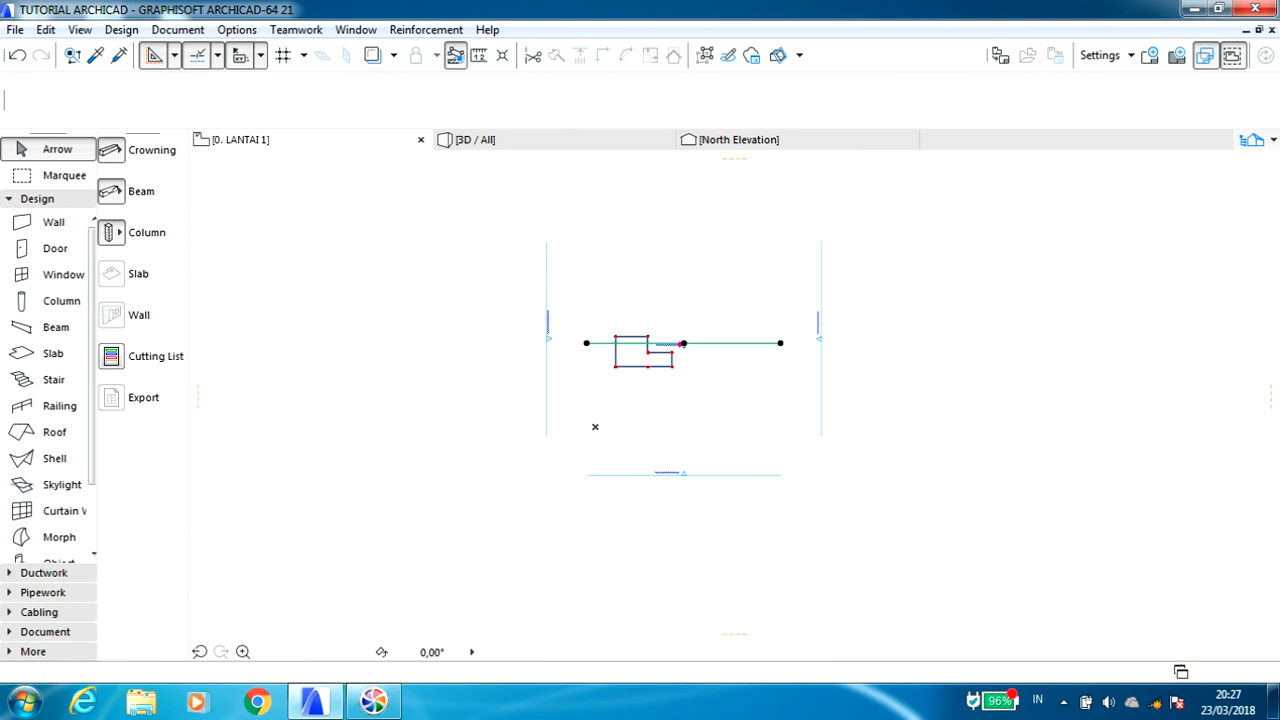 TUTORIAL ARCHICAD - GRAPHISOFT ARCHICAD-64 21
File Edit View Design Document Options Teamwork Window Reinforcement Help
Settings
[0. LANTAI 1] [3D / All] [North Elevation]
Arrow
Marquee
Design
Wall
Door
Window
Column
Beam
Slab
Stair
Railing
Roof
Shell
Skylight
Curtain V
Morph
Ductwork
Pipework
Cabling
Document
More
Crowning
Beam
Column
Slab
Wall
Cutting List
Export
0,00°
96%
IN
20:27
23/03/2018